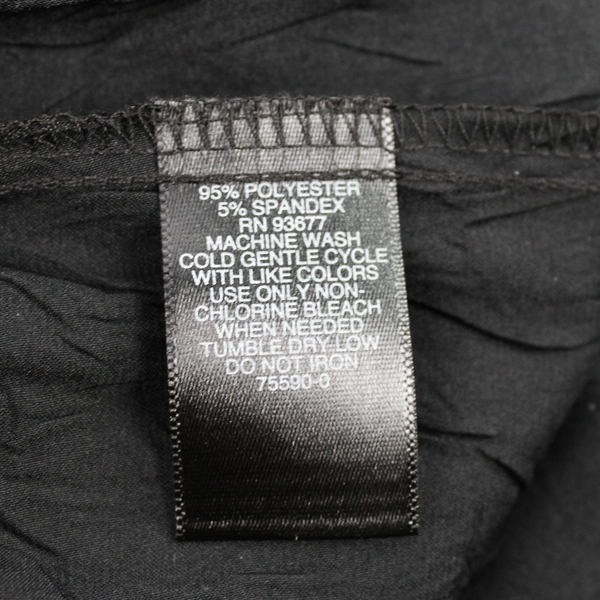 95% POLYESTER
5% SPANDEX
RN 93677
MACHINE WASH
COLD GENTLE CYCLE
WITH LIKE COLORS
USE ONLY NON-
CHLORINE BLEACH
WHEN NEEDED
TUMBLE DRY LOW
DO NOT IRON
75590-0